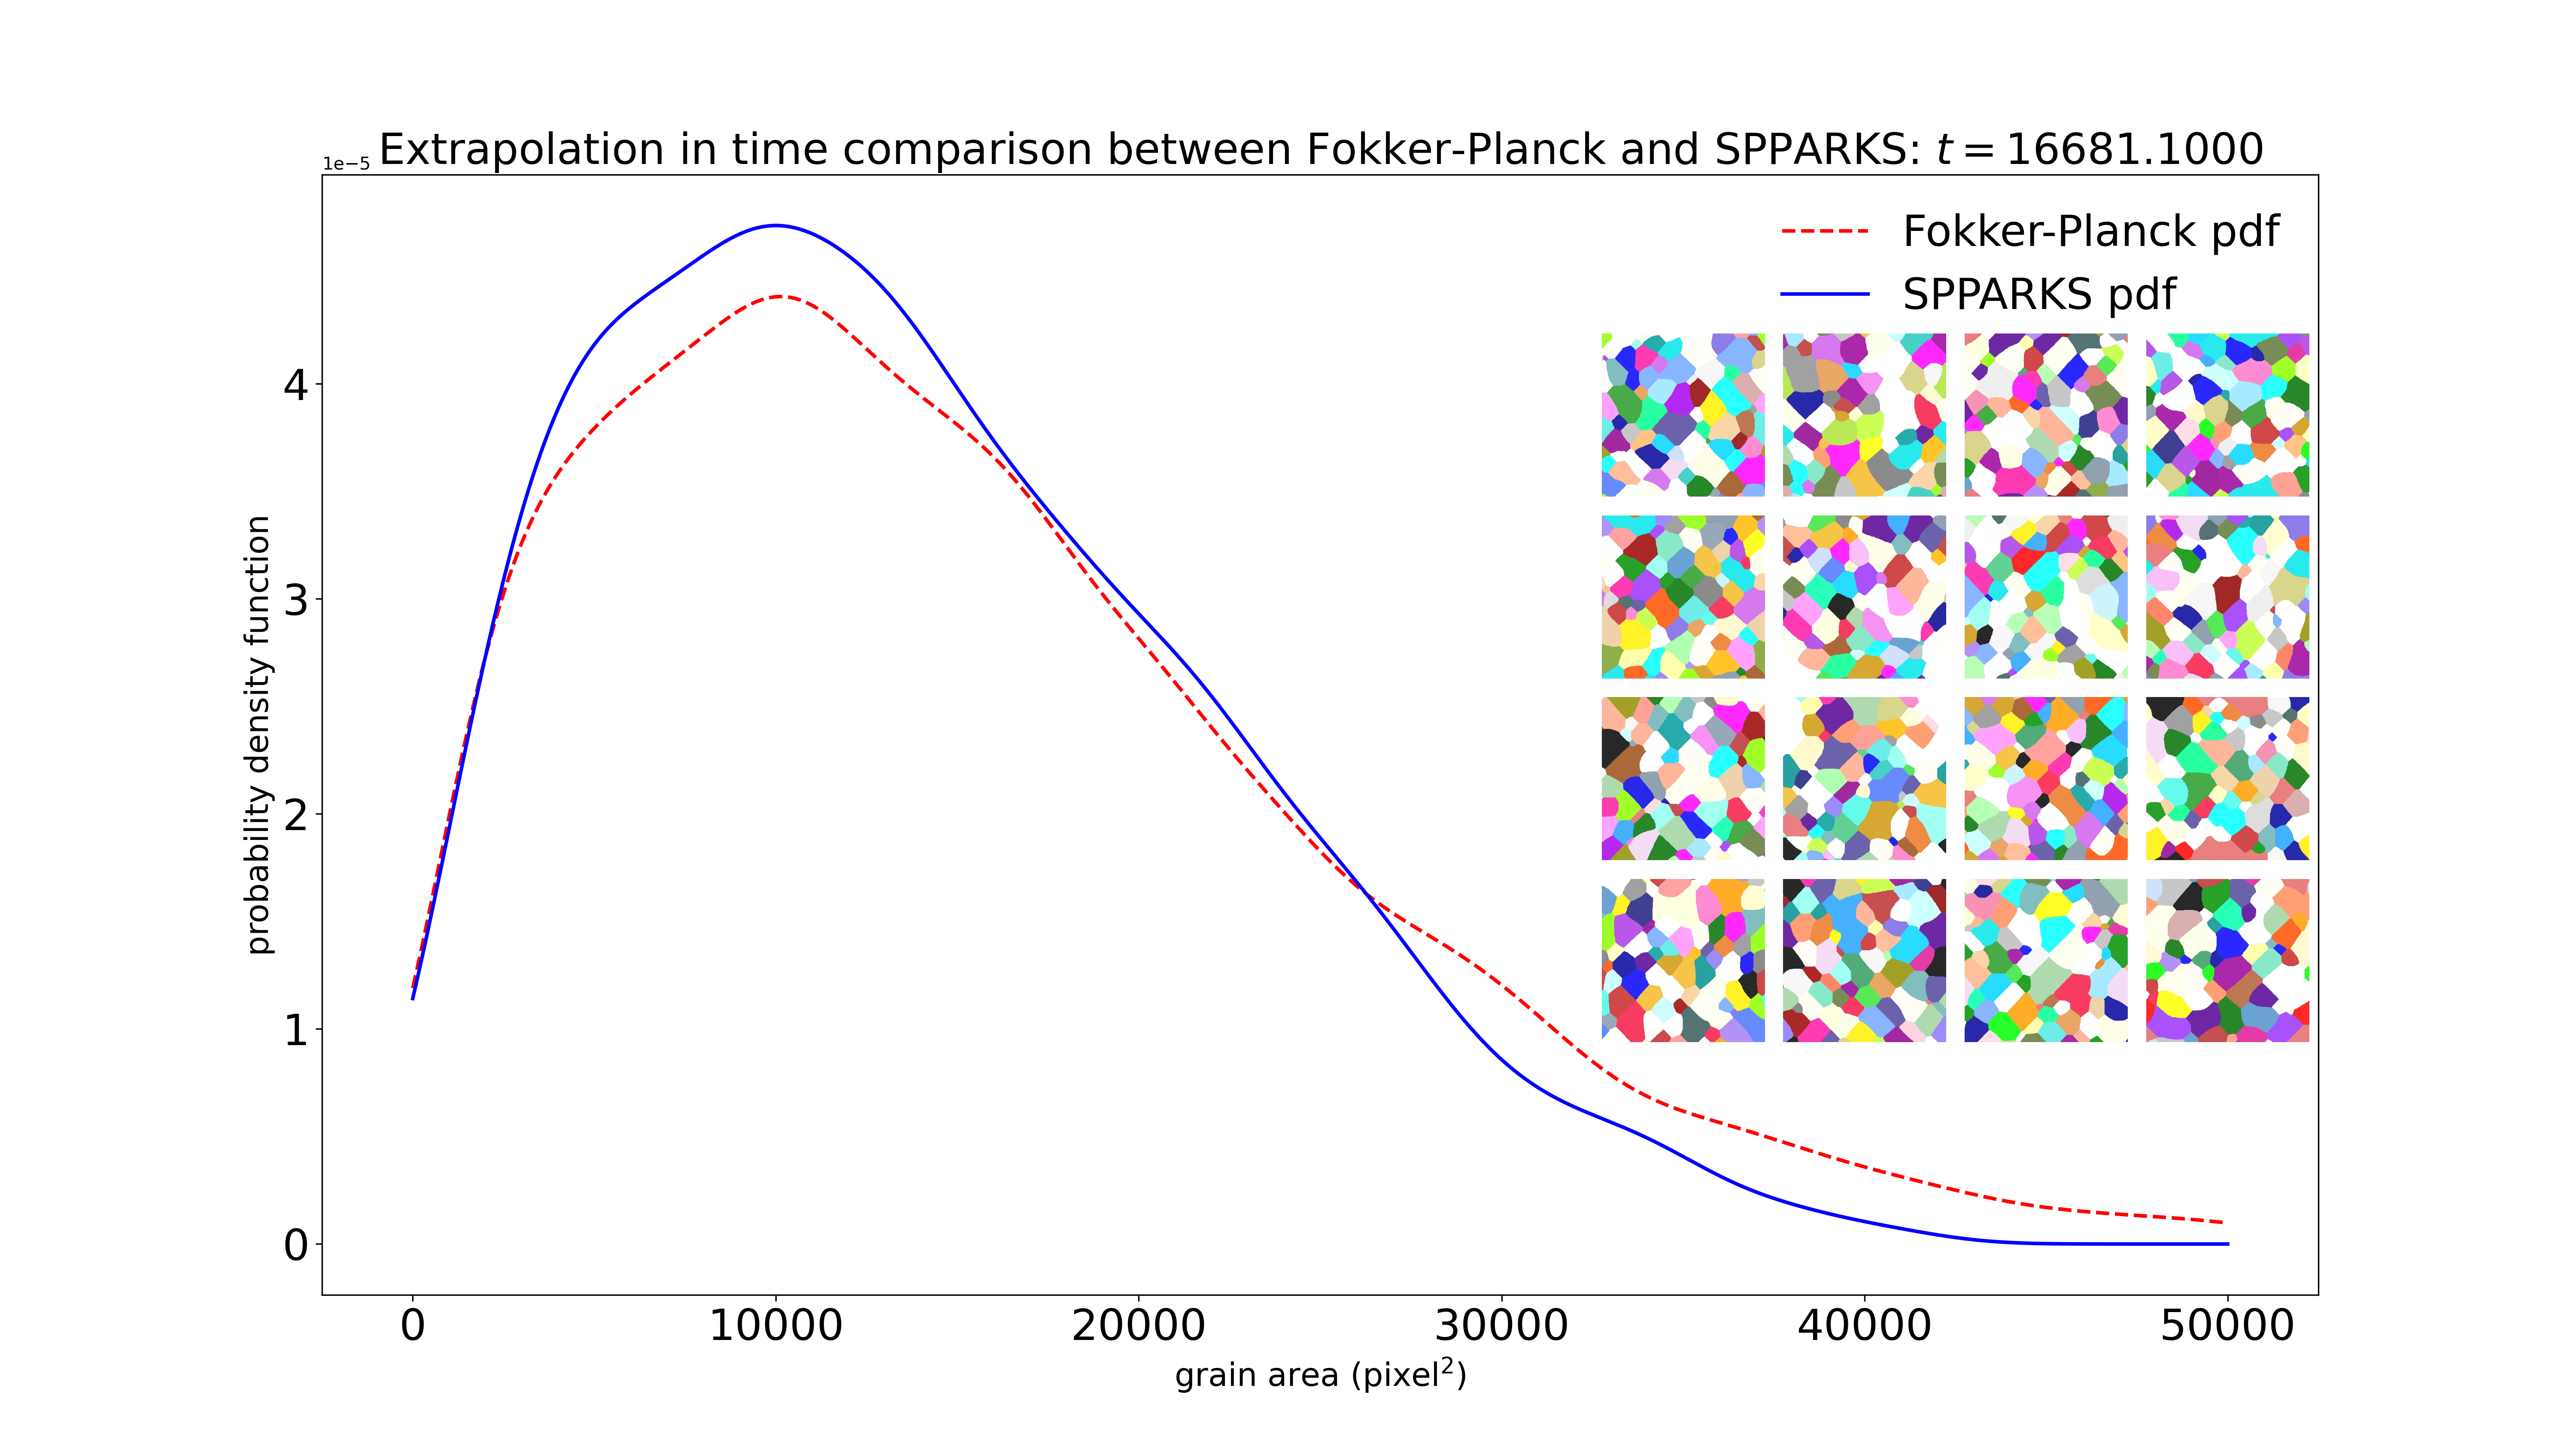 Extrapolation in time comparison between Fokker-Planck and SPPARKS: t = 16681.1000
1e−5
Fokker-Planck pdf
SPPARKS pdf
4
3
2
1
0
probability density function
0 10000 20000 30000 40000 50000
grain area (pixel²)